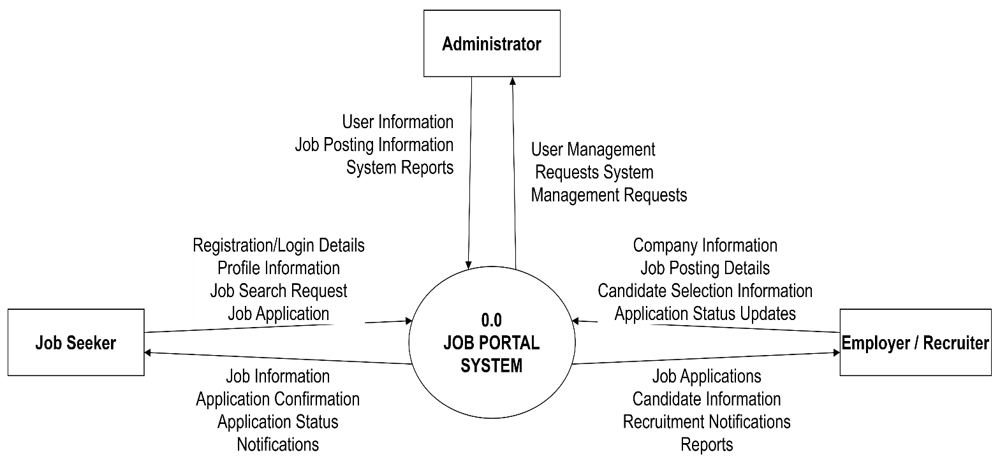 Administrator
User Information
Job Posting Information
System Reports
User Management
Requests System
Management Requests
Registration/Login Details
Profile Information
Job Search Request
Job Application
Company Information
Job Posting Details
Candidate Selection Information
Application Status Updates
Job Seeker
0.0
JOB PORTAL
SYSTEM
Employer / Recruiter
Job Information
Application Confirmation
Application Status
Notifications
Job Applications
Candidate Information
Recruitment Notifications
Reports